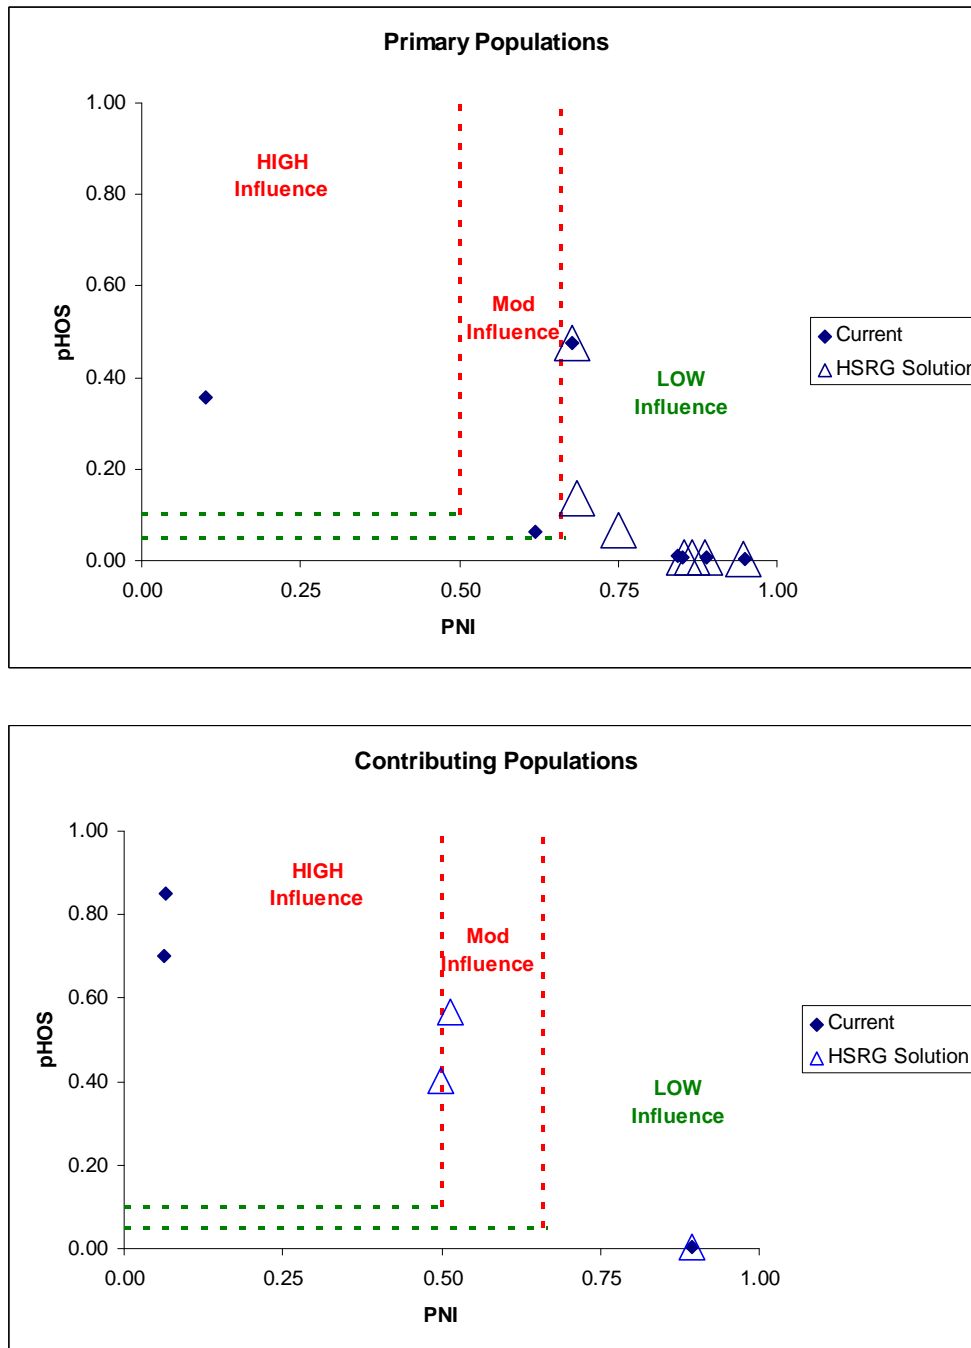 Primary Populations
1.00
0.80
0.60
0.40
0.20
0.00
pHOS
HIGH
Influence
Mod
Influence
LOW
Influence
Current
HSRG Solution
0.00 0.25 0.50 0.75 1.00
PNI
Contributing Populations
1.00
0.80
0.60
0.40
0.20
0.00
pHOS
HIGH
Influence
Mod
Influence
LOW
Influence
Current
HSRG Solution
0.00 0.25 0.50 0.75 1.00
PNI